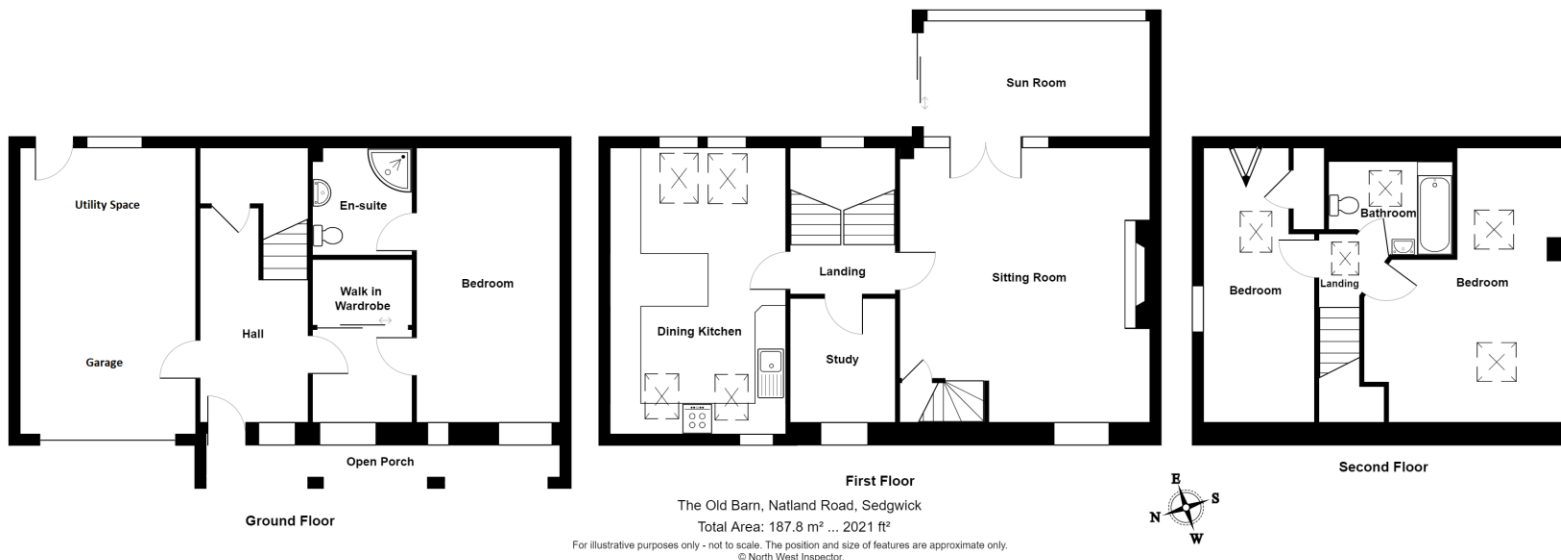 Utility Space
Garage
Hall
En-suite
Walk in
Wardrobe
Bedroom
Open Porch
Ground Floor
Sun Room
Dining Kitchen
Landing
Study
Sitting Room
First Floor
Bedroom
Landing
Bathroom
Bedroom
Second Floor
E
S
N
W
The Old Barn, Natland Road, Sedgwick
Total Area: 187.8 m² ... 2021 ft²
For illustrative purposes only - not to scale. The position and size of features are approximate only.
© North West Inspector.